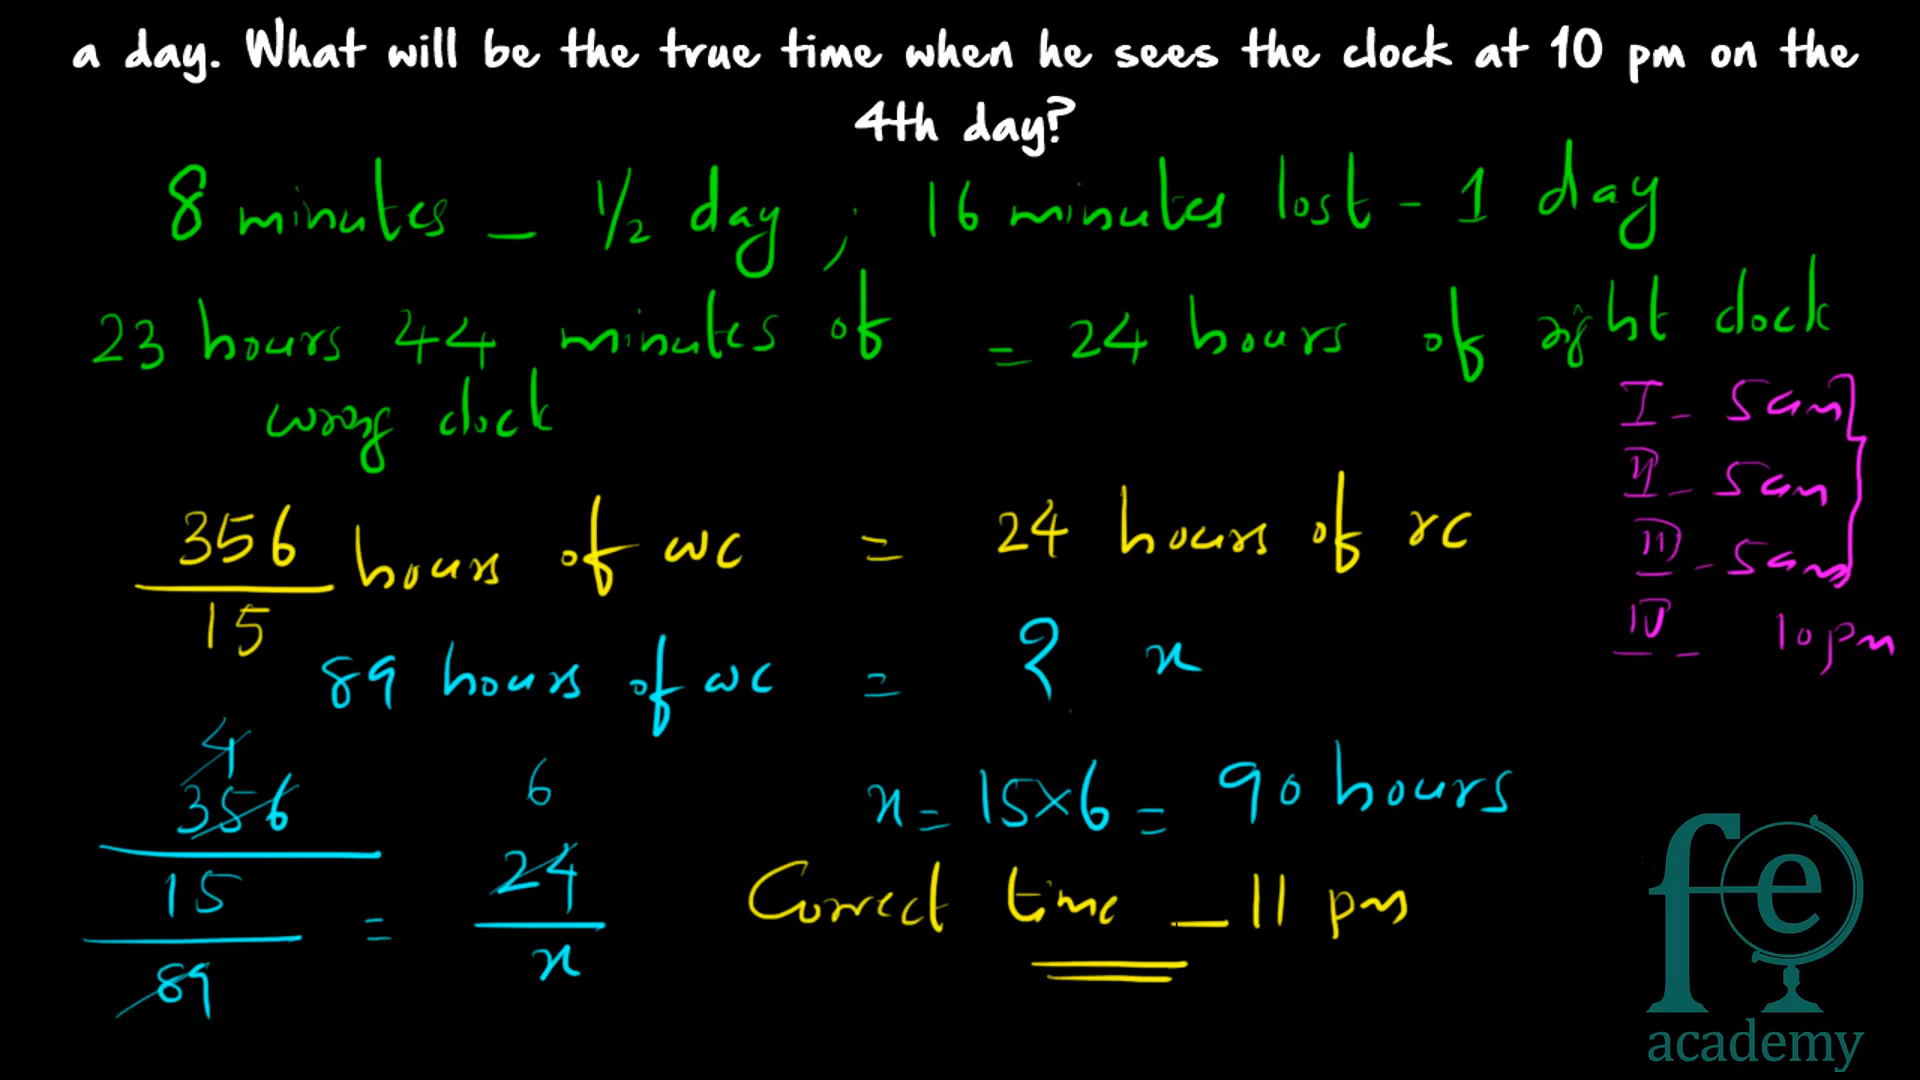 a day. What will be the true time when he sees the clock at 10 pm on the
4th day?
8 minutes - 1/2 day ; 16 minutes lost - 1 day
23 hours 44 minutes of = 24 hours of right clock
wrong clock
I - 5am
II - 5am
III - 5am
IV - 10pm
356/15 hours of wc = 24 hours of rc
89 hours of wc = ? x
4
356
15
89
=
6
24
x
x = 15×6 = 90 hours
Correct time - 11 pm
fe
academy